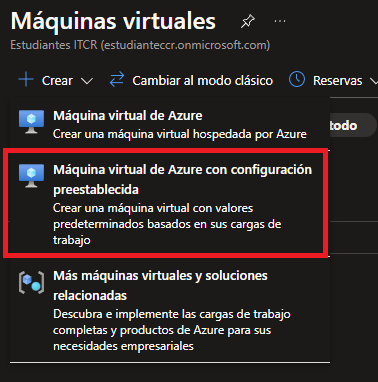 Máquinas virtuales
Estudiantes ITCR (estudianteccr.onmicrosoft.com)
Crear
Cambiar al modo clásico
Reservas
Máquina virtual de Azure
Crear una máquina virtual hospedada por Azure
todo
Máquina virtual de Azure con configuración
preestablecida
Crear una máquina virtual con valores
predeterminados basados en sus cargas de
trabajo
Más máquinas virtuales y soluciones
relacionadas
Descubra e implemente las cargas de trabajo
completas y productos de Azure para sus
necesidades empresariales